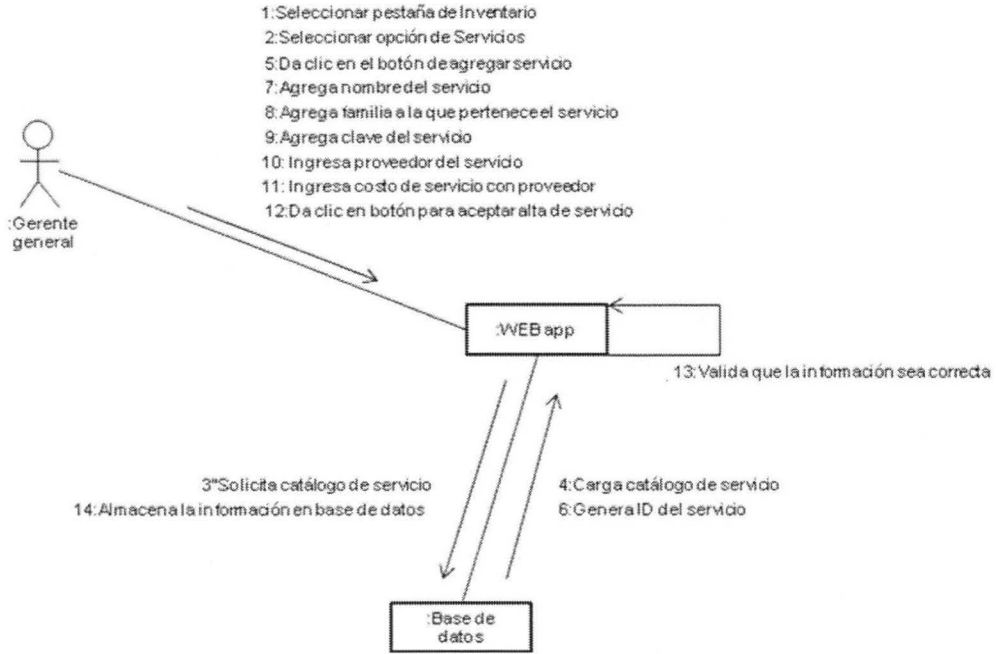 1:Seleccionar pestaña de Inventario
2:Seleccionar opción de Servicios
5:Da clic en el botón de agregar servicio
7:Agrega nombre del servicio
8:Agrega familia a la que pertenece el servicio
9:Agrega clave del servicio
10: Ingresa proveedor del servicio
11: Ingresa costo de servicio con proveedor
12:Da clic en botón para aceptar alta de servicio
:Gerente
general
:WEB app
13:Valida que la información sea correcta
3"Solicita catálogo de servicio
14:Almacena la información en base de datos
4:Carga catálogo de servicio
6:Genera ID del servicio
:Base de
datos